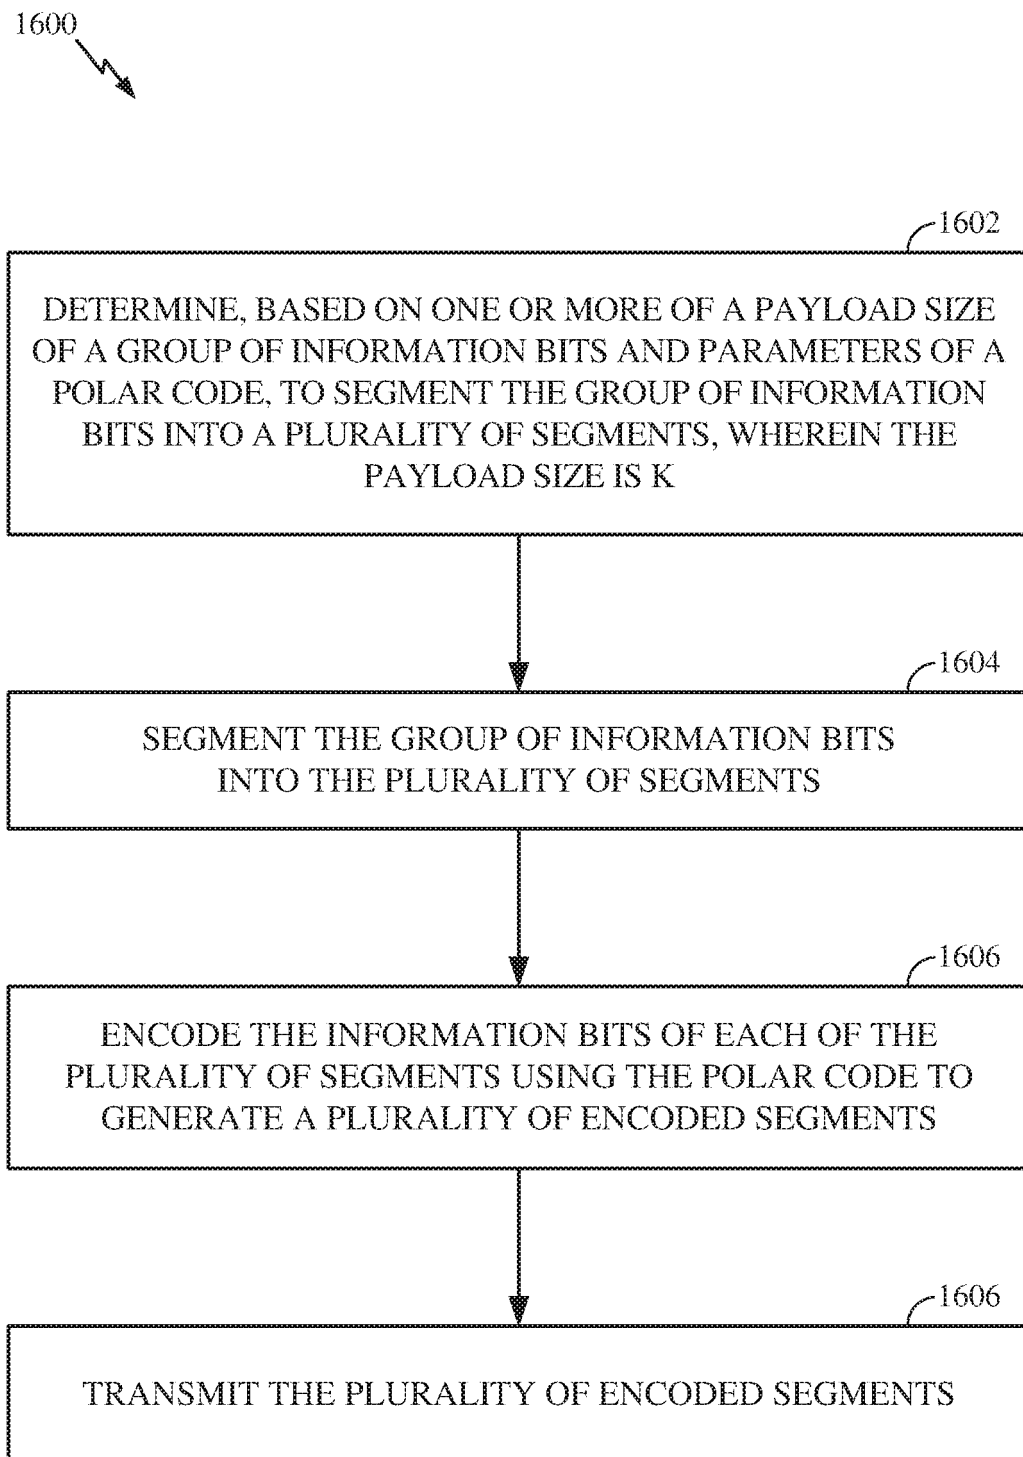 1600
1602
DETERMINE, BASED ON ONE OR MORE OF A PAYLOAD SIZE
OF A GROUP OF INFORMATION BITS AND PARAMETERS OF A
POLAR CODE, TO SEGMENT THE GROUP OF INFORMATION
BITS INTO A PLURALITY OF SEGMENTS, WHEREIN THE
PAYLOAD SIZE IS K
1604
SEGMENT THE GROUP OF INFORMATION BITS
INTO THE PLURALITY OF SEGMENTS
1606
ENCODE THE INFORMATION BITS OF EACH OF THE
PLURALITY OF SEGMENTS USING THE POLAR CODE TO
GENERATE A PLURALITY OF ENCODED SEGMENTS
1606
TRANSMIT THE PLURALITY OF ENCODED SEGMENTS